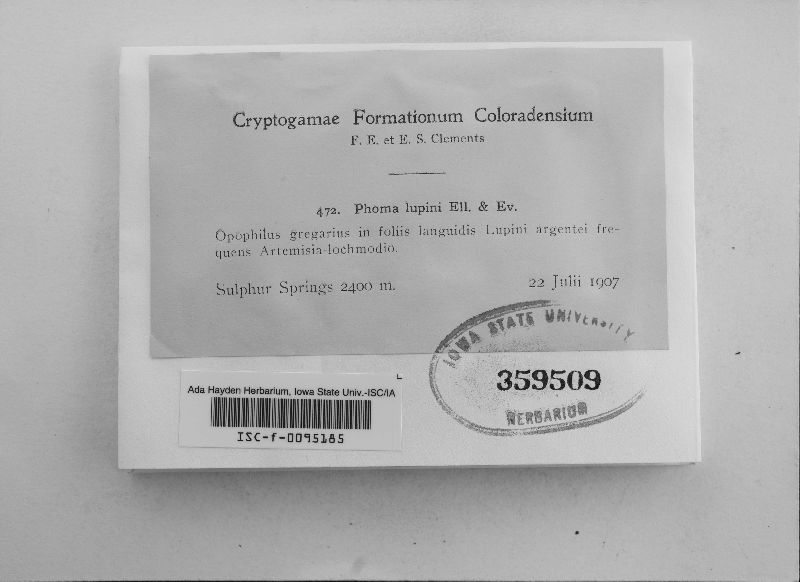 Cryptogamae Formationum Coloradensium
F. E. et E. S. Clements
472. Phoma lupini Ell. & Ev.
Opophilus gregarius in foliis languidis Lupini argentei fre-
quens Artemisia-lochmodio.
Sulphur Springs 2400 m. 22 Julii 1907
IOWA STATE UNIVERSITY
359509
HERBARIUM
Ada Hayden Herbarium, Iowa State Univ.-ISC/IA
ISC-f-0095185